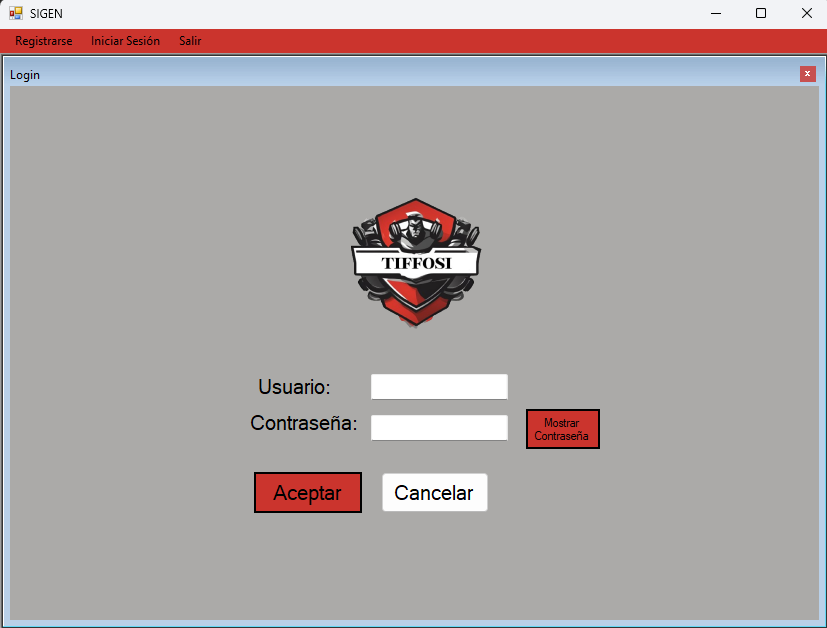 SIGEN
Registrarse Iniciar Sesión Salir
Login
TIFFOSI
Usuario:
Contraseña:
Mostrar
Contraseña
Aceptar Cancelar